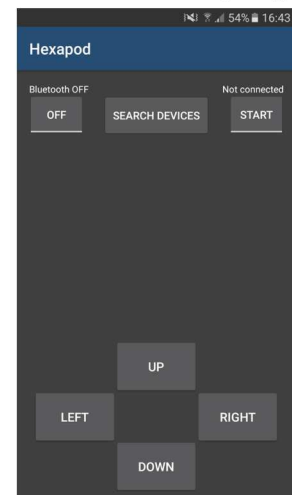 54% 16:43
Hexapod
Bluetooth OFF Not connected
OFF SEARCH DEVICES START
UP
LEFT RIGHT
DOWN